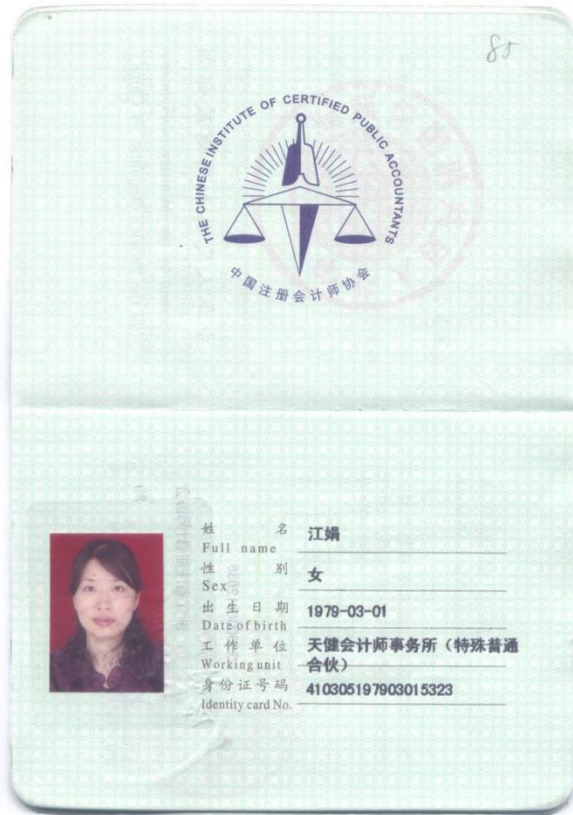 85
THE CHINESE INSTITUTE OF CERTIFIED PUBLIC ACCOUNTANTS
中国注册会计师协会
姓名 江娟
Full name
性别 女
Sex
出生日期 1979-03-01
Date of birth
工作单位 天健会计师事务所（特殊普通
Working unit 合伙）
身份证号码 410305197903015323
Identity card No.